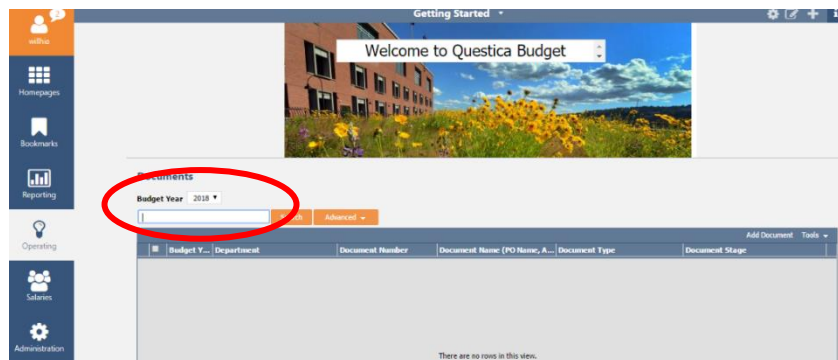 2
Getting Started
Homepages
Bookmarks
Reporting
Operating
Salaries
Administration
Welcome to Questica Budget
Documents
Budget Year 2018
Search Advanced
Add Document Tools
Budget Y... Department Document Number Document Name (PO Name, A... Document Type Document Stage
There are no rows in this view.